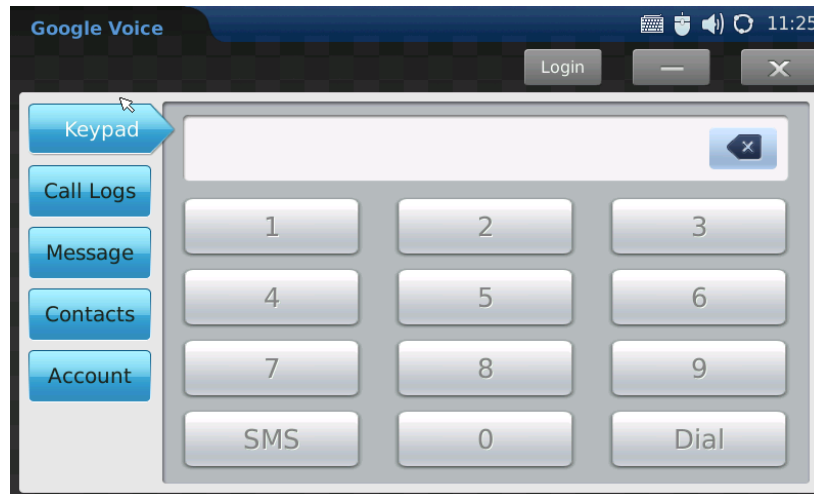 Google Voice 11:25
Login
Keypad
Call Logs
Message
Contacts
Account
1 2 3
4 5 6
7 8 9
SMS 0 Dial